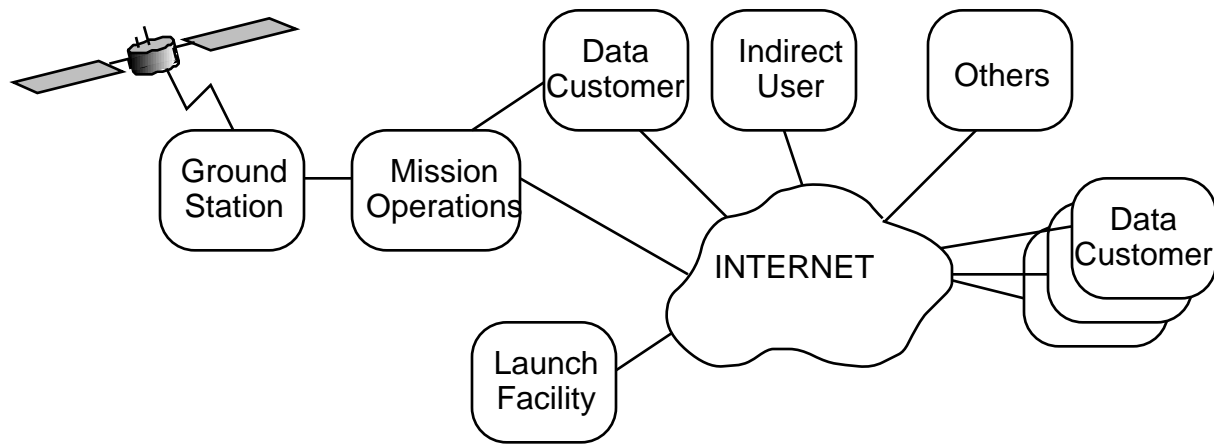 Data
Customer
Indirect
User
Others
Ground
Station
Mission
Operations
Data
Customer
INTERNET
Launch
Facility